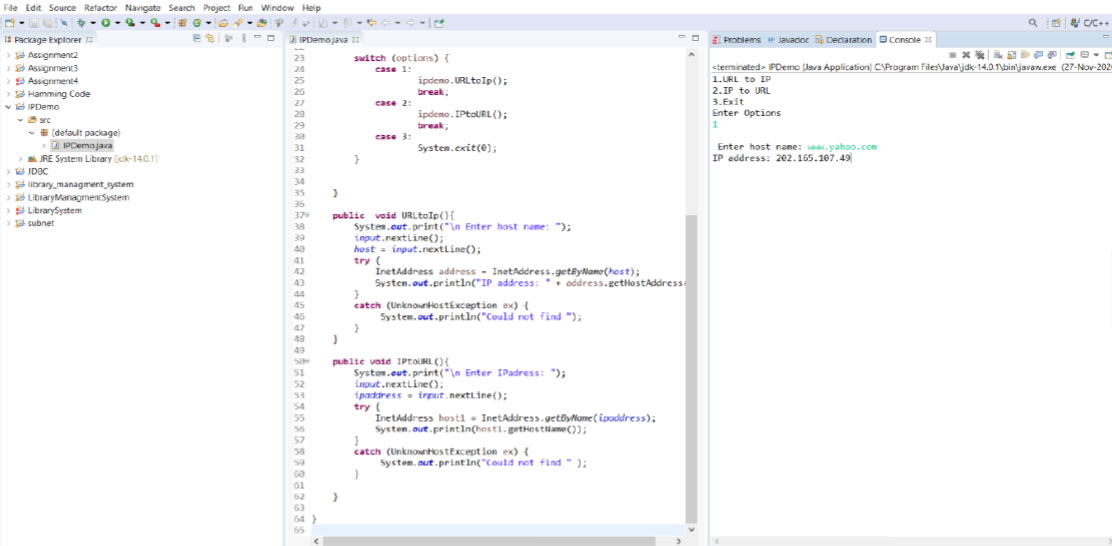 File Edit Source Refactor Navigate Search Project Run Window Help
C/C++
Package Explorer
Assignment2
Assignment3
Assignment4
Hamming Code
IPDemo
src
(default package)
IPDemo.java
JRE System Library [jdk-14.0.1]
JDBC
library_managment_system
LibraryManagmentSystem
LibrarySystem
subnet
IPDemo.java
23 switch (options) {
24 case 1:
25 ipdemo.URLtoIp();
26 break;
27 case 2:
28 ipdemo.IPtoURL();
29 break;
30 case 3:
31 System.exit(0);
32 }
33
34
35 }
36
37 public void URLtoIp(){
38 System.out.print("\n Enter host name: ");
39 input.nextLine();
40 host = input.nextLine();
41 try {
42 InetAddress address = InetAddress.getByName(host);
43 System.out.println("IP address: " + address.getHostAddress
44 }
45 catch (UnknownHostException ex) {
46 System.out.println("Could not find ");
47 }
48 }
49
50 public void IPtoURL(){
51 System.out.print("\n Enter IPadress: ");
52 input.nextLine();
53 ipaddress = input.nextLine();
54 try {
55 InetAddress host1 = InetAddress.getByName(ipaddress);
56 System.out.println(host1.getHostName());
57 }
58 catch (UnknownHostException ex) {
59 System.out.println("Could not find " );
60 }
61
62 }
63
64 }
65
Problems Javadoc Declaration Console
<terminated> IPDemo [Java Application] C:\Program Files\Java\jdk-14.0.1\bin\javaw.exe (27-Nov-202
1.URL to IP
2.IP to URL
3.Exit
Enter Options
1
Enter host name: www.yahoo.com
IP address: 202.165.107.49